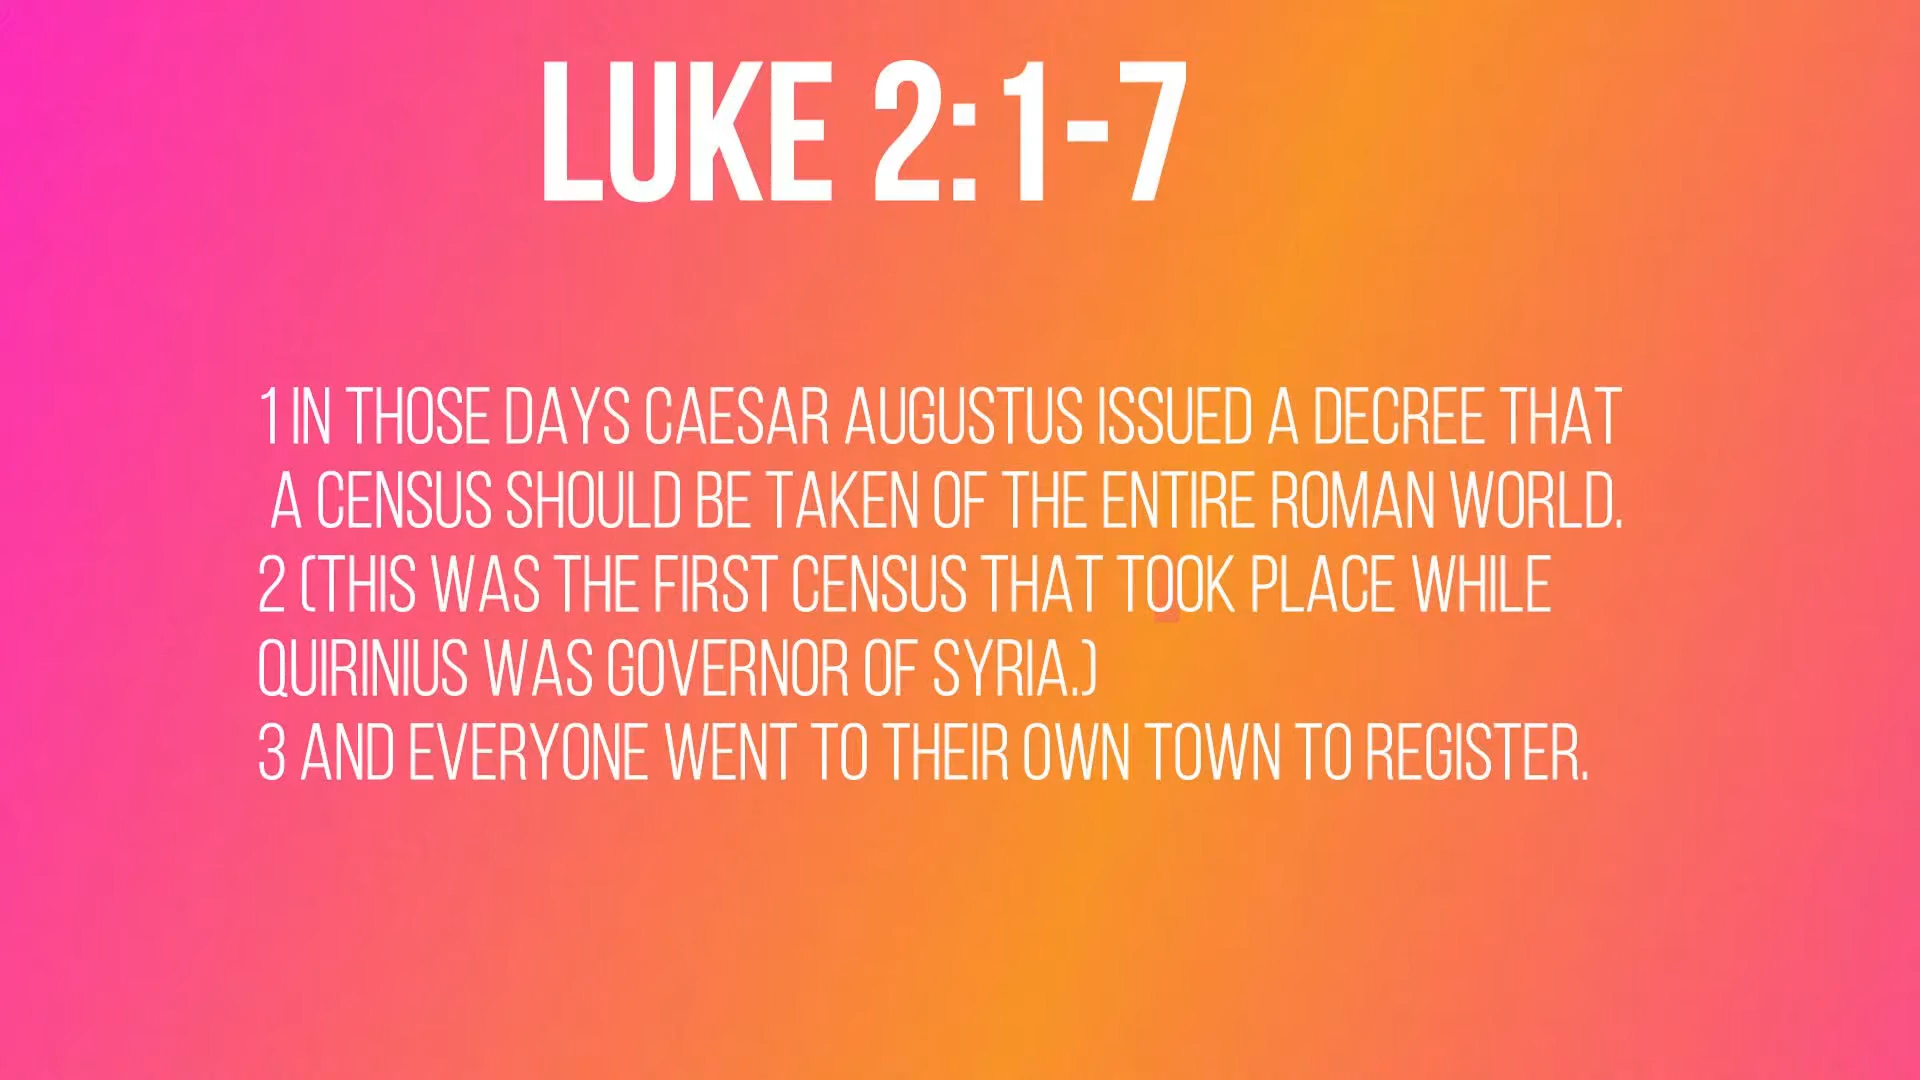 LUKE 2:1-7
1 IN THOSE DAYS CAESAR AUGUSTUS ISSUED A DECREE THAT
A CENSUS SHOULD BE TAKEN OF THE ENTIRE ROMAN WORLD.
2 (THIS WAS THE FIRST CENSUS THAT TOOK PLACE WHILE
QUIRINIUS WAS GOVERNOR OF SYRIA.)
3 AND EVERYONE WENT TO THEIR OWN TOWN TO REGISTER.